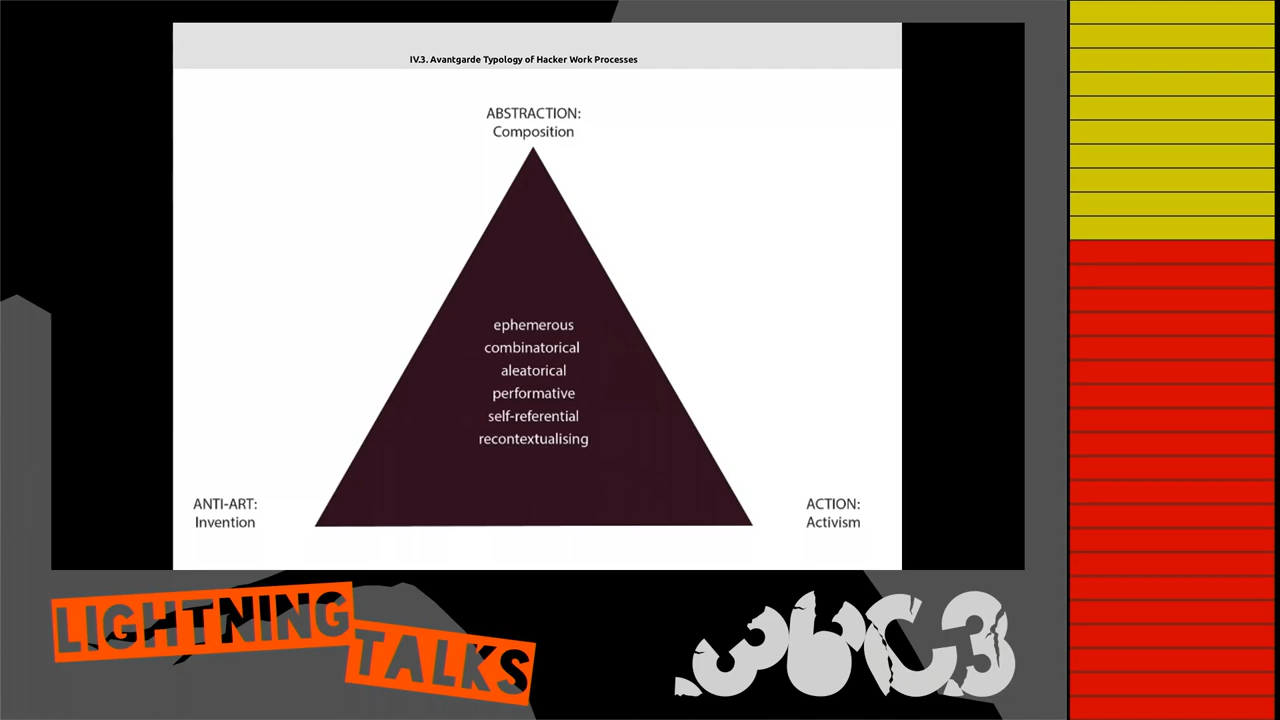 IV.3. Avantgarde Typology of Hacker Work Processes
ABSTRACTION:
Composition
ephemerous
combinatorical
aleatorical
performative
self-referential
recontextualising
ANTI-ART:
Invention
ACTION:
Activism
LIGHTNING
TALKS
36C3